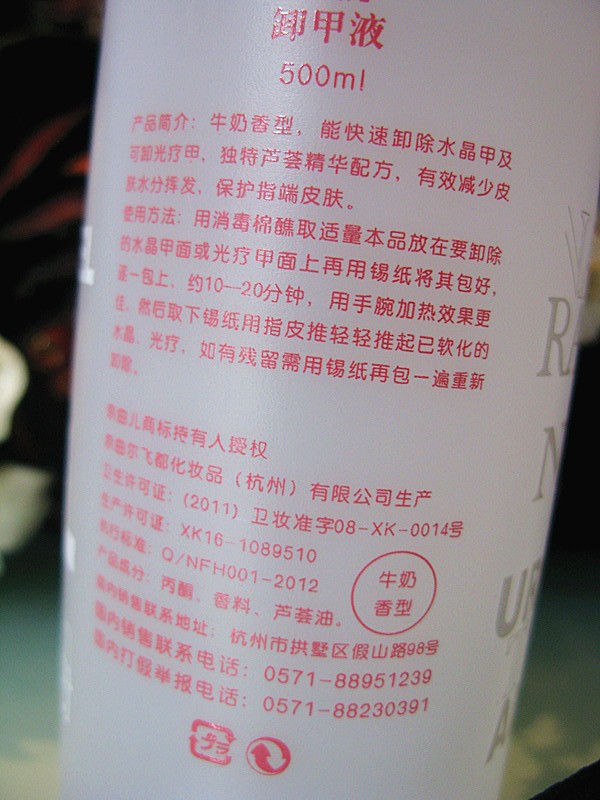 卸甲液
500ml
产品简介：牛奶香型，能快速卸除水晶甲及
可卸光疗甲、独特芦荟精华配方，有效减少皮
肤水分挥发、保护指端皮肤。
使用方法：用消毒棉醮取适量本品放在要卸除
的水晶甲面或光疗甲面上再用锡纸将其包好，
一包上、约10—20分钟，用手腕加热效果更
佳、然后取下锡纸用指皮推轻轻推起已软化的
水晶、光疗，如有残留需用锡纸再包一遍重新
卸除。
曲儿商标持有人授权
曲尔飞都化妆品（杭州）有限公司生产
卫生许可证：(2011) 卫妆准字08-XK-0014号
生产许可证：XK16-1089510
执行标准：Q/NFH001-2012
产品成分：丙酮、香料、芦荟油。
牛奶
香型
国内销售联系地址：杭州市拱墅区假山路98号
国内销售联系电话：0571-88951239
国内打假举报电话：0571-88230391
プラ
RA
N
UR
A